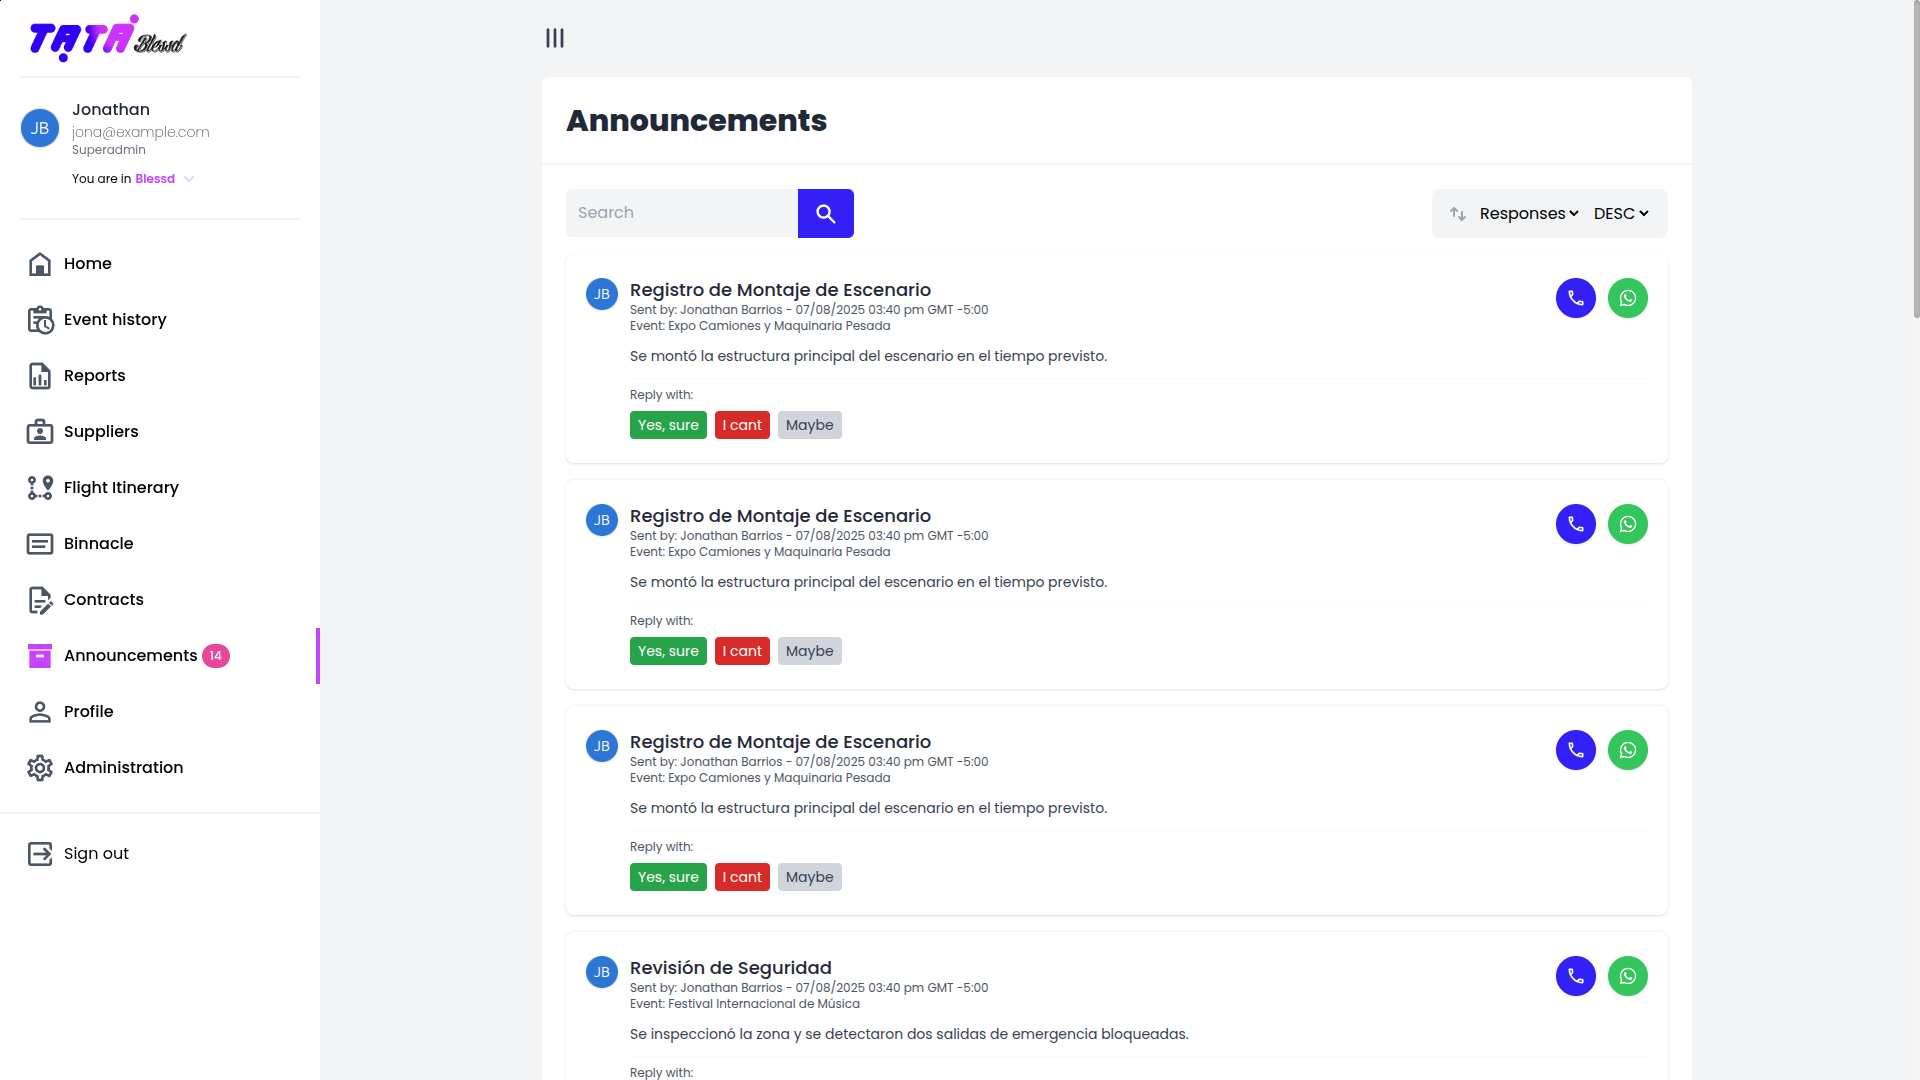 TATA Blessd
JB
Jonathan
jona@example.com
Superadmin
You are in Blessd
Home
Event history
Reports
Suppliers
Flight Itinerary
Binnacle
Contracts
Announcements 14
Profile
Administration
Sign out
Announcements
Search
Responses DESC
JB
Registro de Montaje de Escenario
Sent by: Jonathan Barrios - 07/08/2025 03:40 pm GMT -5:00
Event: Expo Camiones y Maquinaria Pesada
Se montó la estructura principal del escenario en el tiempo previsto.
Reply with:
Yes, sure I cant Maybe
JB
Registro de Montaje de Escenario
Sent by: Jonathan Barrios - 07/08/2025 03:40 pm GMT -5:00
Event: Expo Camiones y Maquinaria Pesada
Se montó la estructura principal del escenario en el tiempo previsto.
Reply with:
Yes, sure I cant Maybe
JB
Registro de Montaje de Escenario
Sent by: Jonathan Barrios - 07/08/2025 03:40 pm GMT -5:00
Event: Expo Camiones y Maquinaria Pesada
Se montó la estructura principal del escenario en el tiempo previsto.
Reply with:
Yes, sure I cant Maybe
JB
Revisión de Seguridad
Sent by: Jonathan Barrios - 07/08/2025 03:40 pm GMT -5:00
Event: Festival Internacional de Música
Se inspeccionó la zona y se detectaron dos salidas de emergencia bloqueadas.
Reply with: